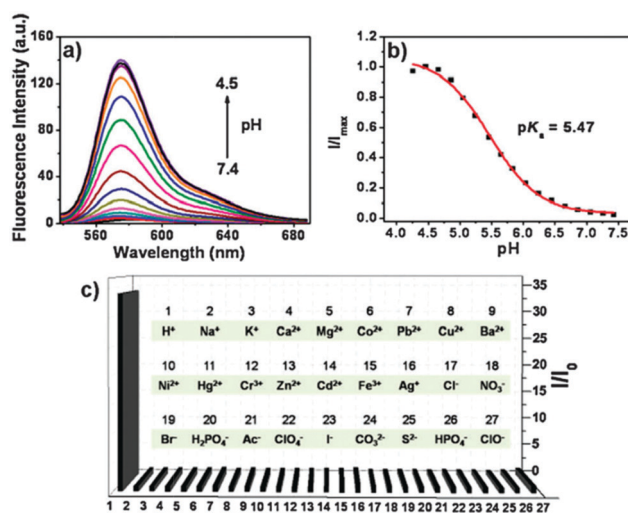 a)
160
120
80
40
0
4.5
pH
7.4
Fluorescence Intensity (a.u.)
560 600 640 680
Wavelength (nm)
b)
1.0
0.8
0.6
0.4
0.2
0.0
I/Imax
pKa = 5.47
4.0 4.5 5.0 5.5 6.0 6.5 7.0 7.5
pH
c)
1 2 3 4 5 6 7 8 9
H⁺ Na⁺ K⁺ Ca²⁺ Mg²⁺ Co²⁺ Pb²⁺ Cu²⁺ Ba²⁺
10 11 12 13 14 15 16 17 18
Ni²⁺ Hg²⁺ Cr³⁺ Zn²⁺ Cd²⁺ Fe³⁺ Ag⁺ Cl⁻ NO₃⁻
19 20 21 22 23 24 25 26 27
Br⁻ H₂PO₄⁻ Ac⁻ ClO₄⁻ I⁻ CO₃²⁻ S²⁻ HPO₄⁻ ClO⁻
35
30
25
20
15
10
5
0
I/I₀
1 2 3 4 5 6 7 8 9 10 11 12 13 14 15 16 17 18 19 20 21 22 23 24 25 26 27